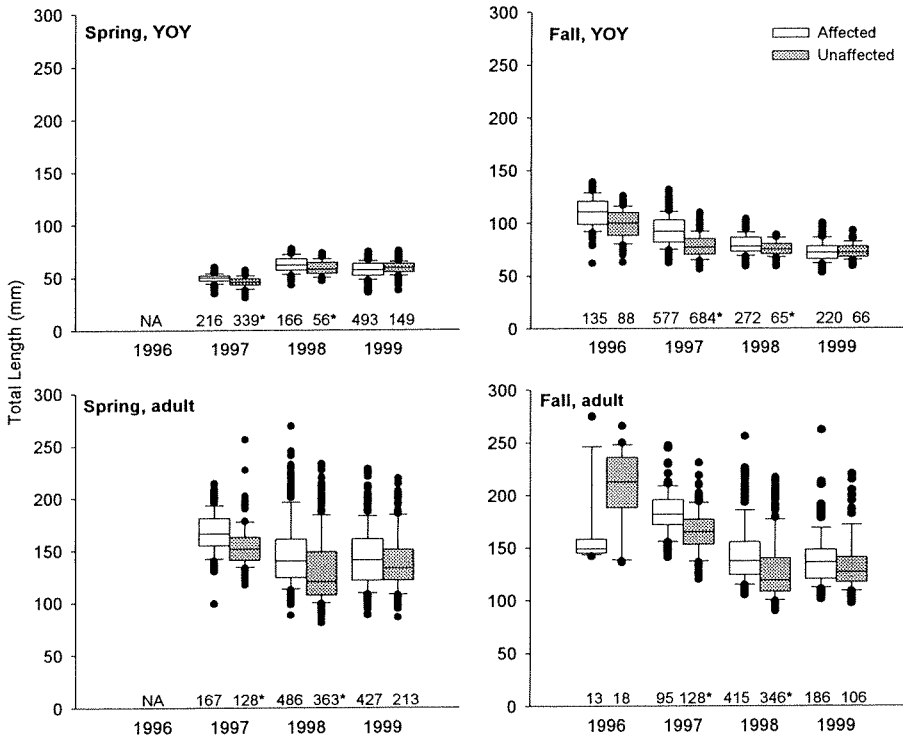 Total Length (mm)
Spring, YOY
300
250
200
150
100
50
0
NA 216 339* 166 56* 493 149
1996 1997 1998 1999
Fall, YOY
Affected
Unaffected
300
250
200
150
100
50
0
135 88 577 684* 272 65* 220 66
1996 1997 1998 1999
Spring, adult
300
250
200
150
100
50
0
NA 167 128* 486 363* 427 213
1996 1997 1998 1999
Fall, adult
300
250
200
150
100
50
0
13 18 95 128* 415 346* 186 106
1996 1997 1998 1999